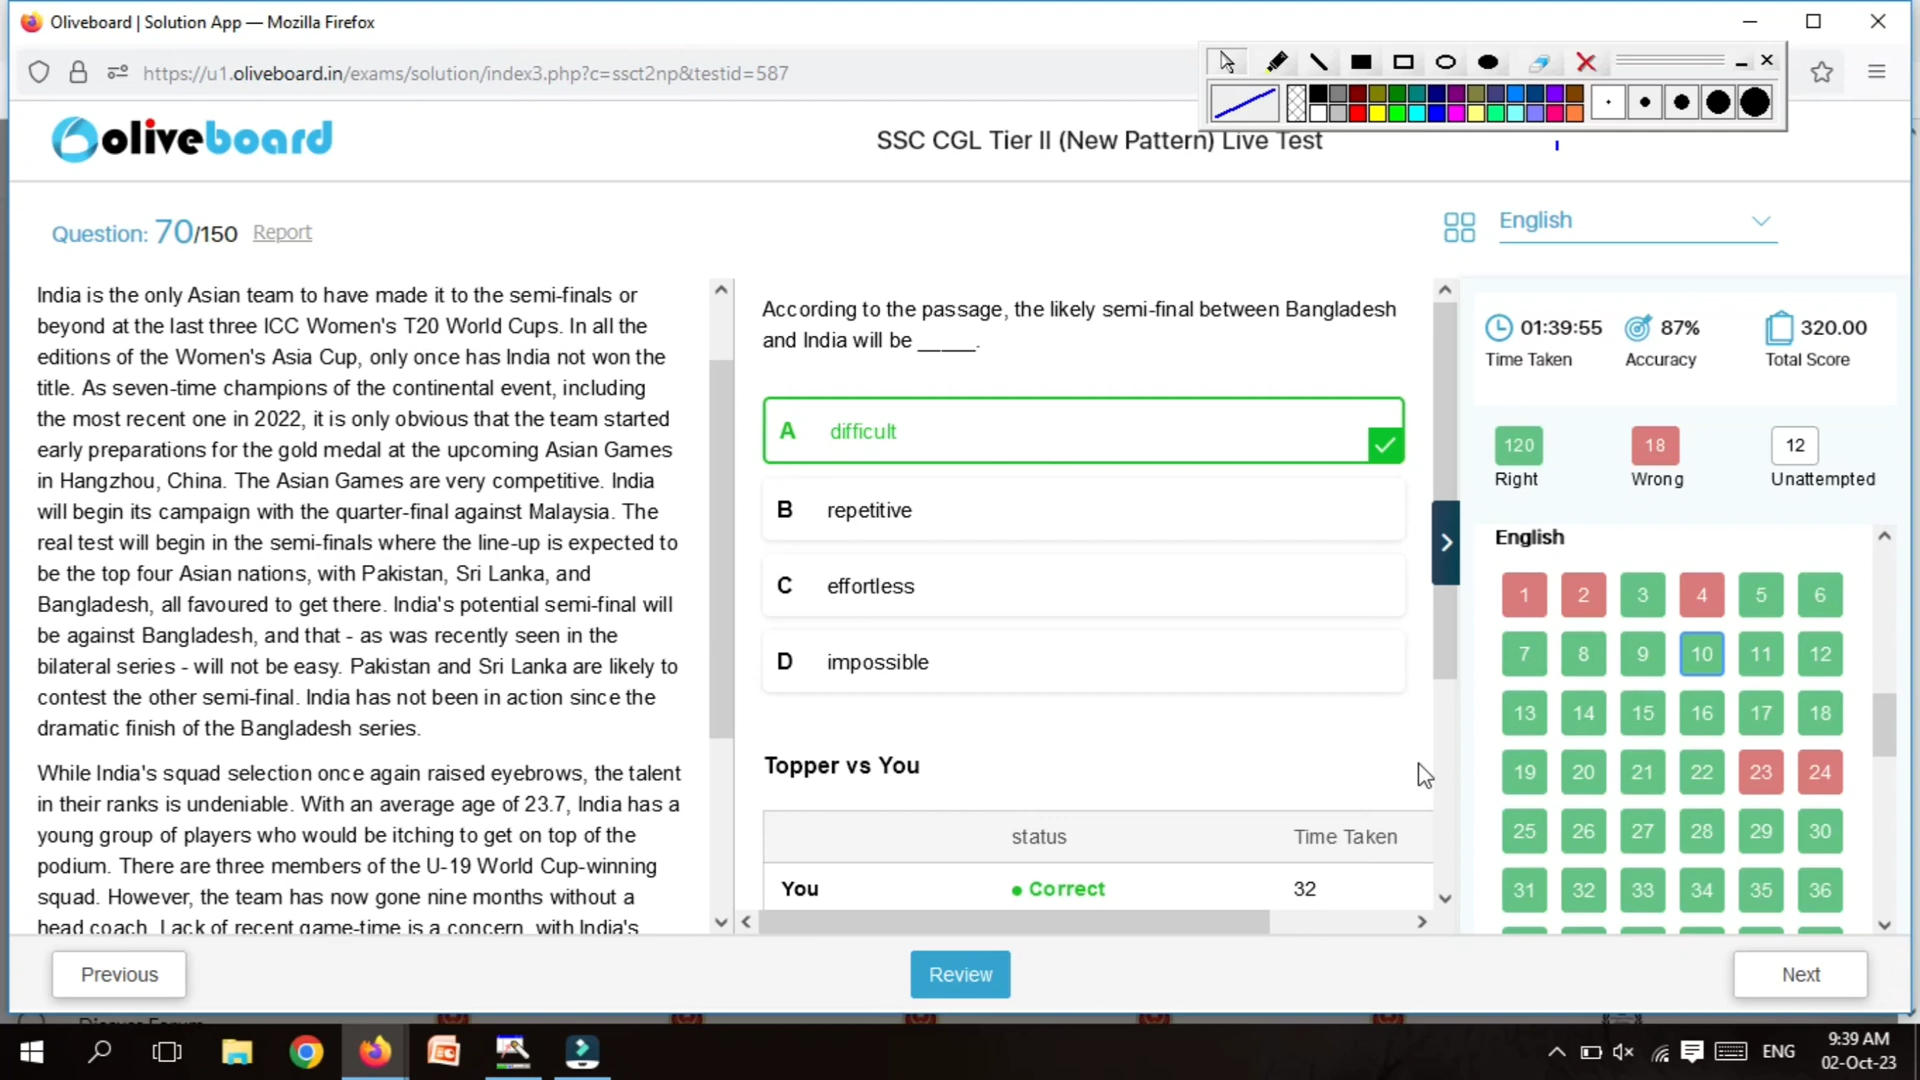 Oliveboard | Solution App — Mozilla Firefox
https://u1.oliveboard.in/exams/solution/index3.php?c=ssct2np&testid=587
oliveboard
SSC CGL Tier II (New Pattern) Live Test
Question: 70/150 Report
English
India is the only Asian team to have made it to the semi-finals or
beyond at the last three ICC Women's T20 World Cups. In all the
editions of the Women's Asia Cup, only once has India not won the
title. As seven-time champions of the continental event, including
the most recent one in 2022, it is only obvious that the team started
early preparations for the gold medal at the upcoming Asian Games
in Hangzhou, China. The Asian Games are very competitive. India
will begin its campaign with the quarter-final against Malaysia. The
real test will begin in the semi-finals where the line-up is expected to
be the top four Asian nations, with Pakistan, Sri Lanka, and
Bangladesh, all favoured to get there. India's potential semi-final will
be against Bangladesh, and that - as was recently seen in the
bilateral series - will not be easy. Pakistan and Sri Lanka are likely to
contest the other semi-final. India has not been in action since the
dramatic finish of the Bangladesh series.
While India's squad selection once again raised eyebrows, the talent
in their ranks is undeniable. With an average age of 23.7, India has a
young group of players who would be itching to get on top of the
podium. There are three members of the U-19 World Cup-winning
squad. However, the team has now gone nine months without a
head coach. Lack of recent game-time is a concern, with India's
According to the passage, the likely semi-final between Bangladesh
and India will be _____.
A difficult
B repetitive
C effortless
D impossible
Topper vs You
status Time Taken
You Correct 32
01:39:55 87% 320.00
Time Taken Accuracy Total Score
120 18 12
Right Wrong Unattempted
English
1 2 3 4 5 6
7 8 9 10 11 12
13 14 15 16 17 18
19 20 21 22 23 24
25 26 27 28 29 30
31 32 33 34 35 36
Previous Review Next
ENG
9:39 AM
02-Oct-23